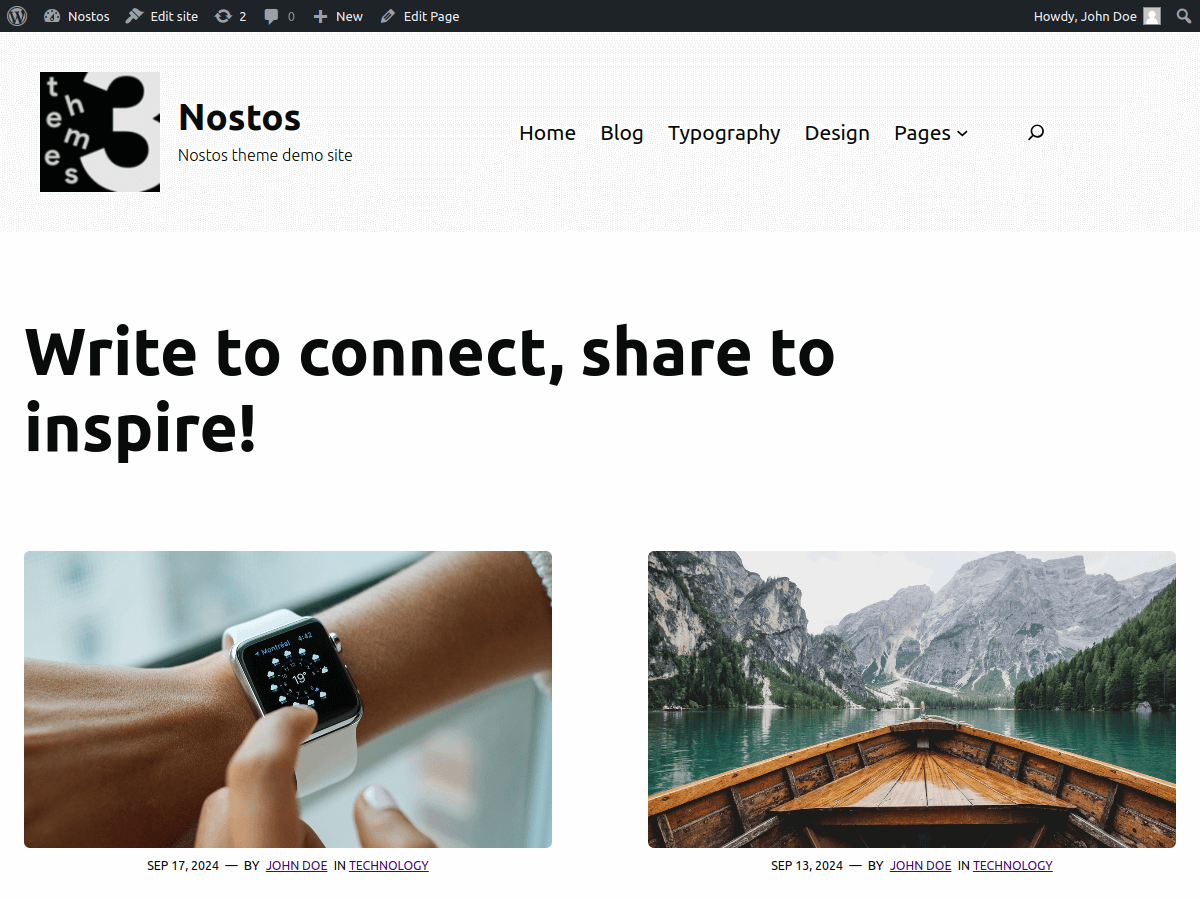 Nostos Edit site 2 0 New Edit Page Howdy, John Doe
themes 3
Nostos
Nostos theme demo site
Home Blog Typography Design Pages
Write to connect, share to
inspire!
Montréal 4:42
19°
SEP 17, 2024 — BY JOHN DOE IN TECHNOLOGY
SEP 13, 2024 — BY JOHN DOE IN TECHNOLOGY